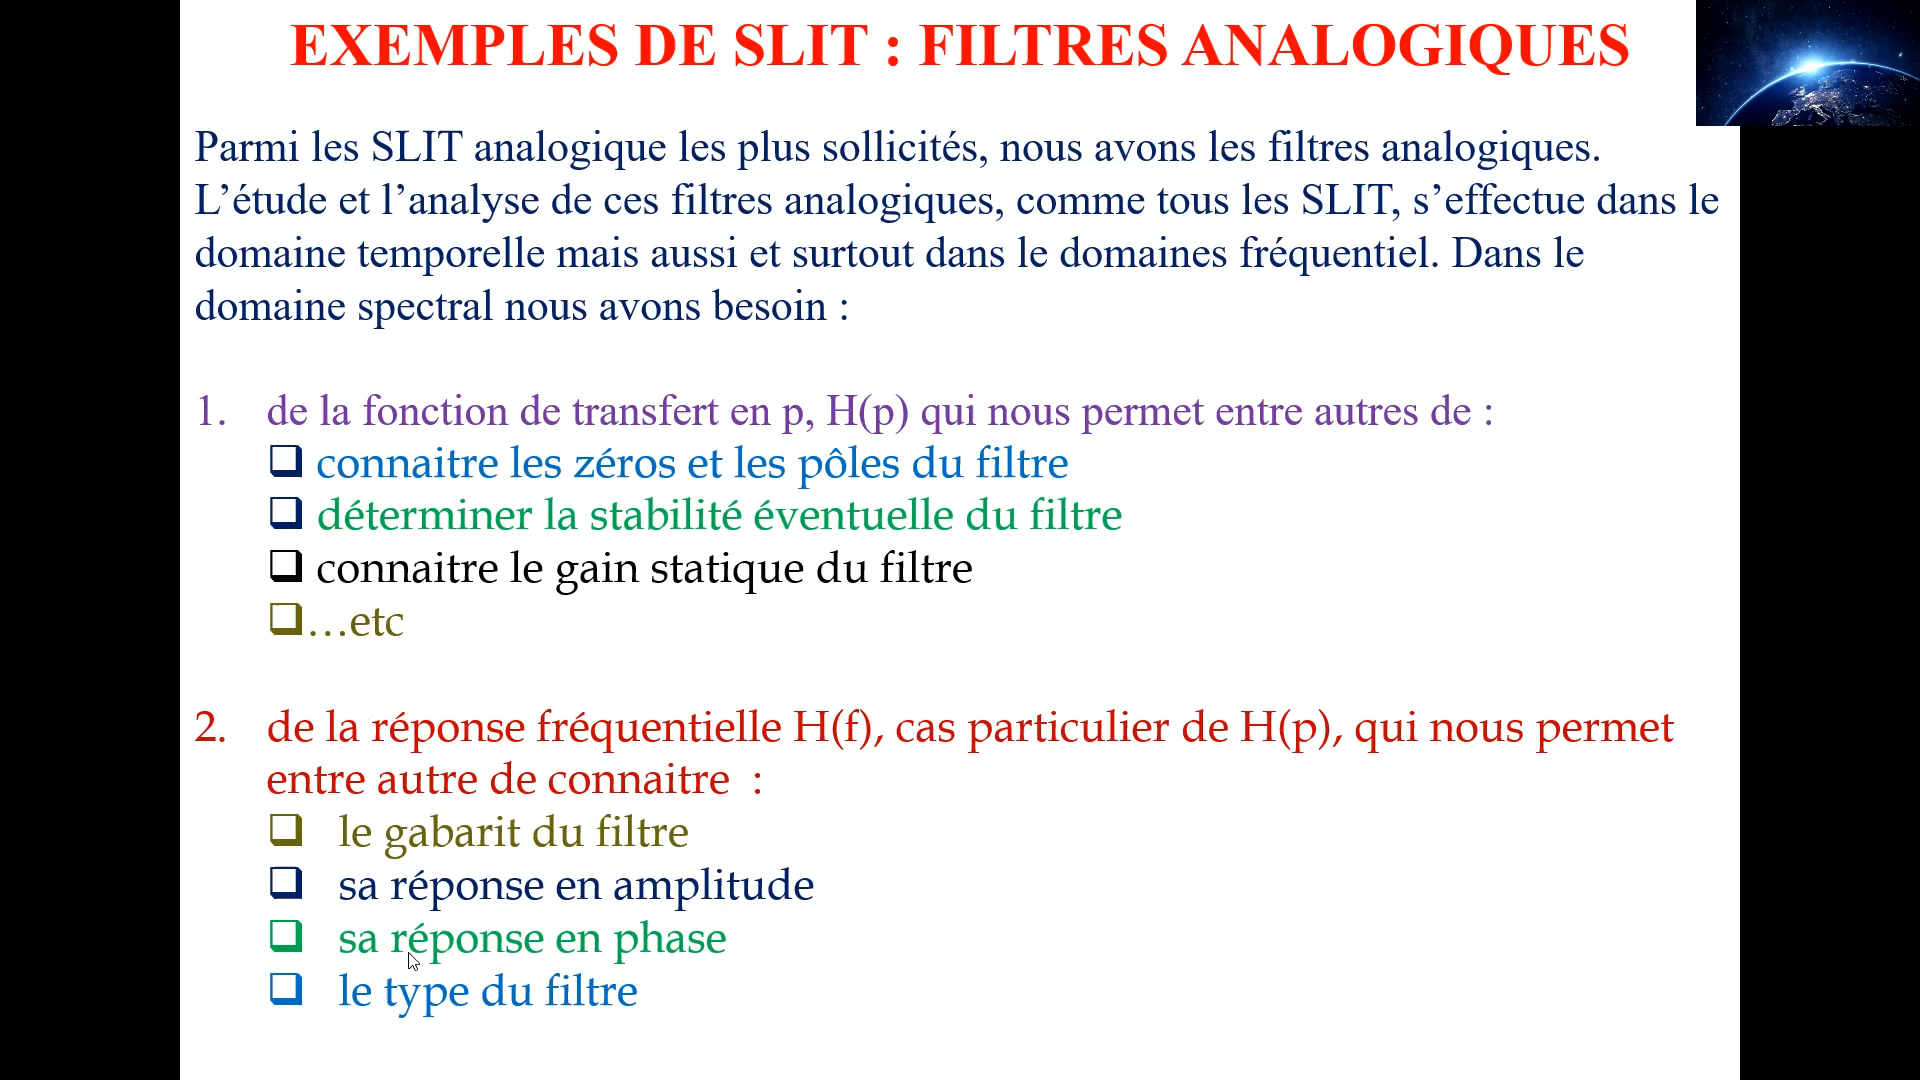 EXEMPLES DE SLIT : FILTRES ANALOGIQUES
Parmi les SLIT analogique les plus sollicités, nous avons les filtres analogiques.
L’étude et l’analyse de ces filtres analogiques, comme tous les SLIT, s’effectue dans le
domaine temporelle mais aussi et surtout dans le domaines fréquentiel. Dans le
domaine spectral nous avons besoin :
1. de la fonction de transfert en p, H(p) qui nous permet entre autres de :
❑ connaitre les zéros et les pôles du filtre
❑ déterminer la stabilité éventuelle du filtre
❑ connaitre le gain statique du filtre
❑ …etc
2. de la réponse fréquentielle H(f), cas particulier de H(p), qui nous permet
entre autre de connaitre :
❑ le gabarit du filtre
❑ sa réponse en amplitude
❑ sa réponse en phase
❑ le type du filtre